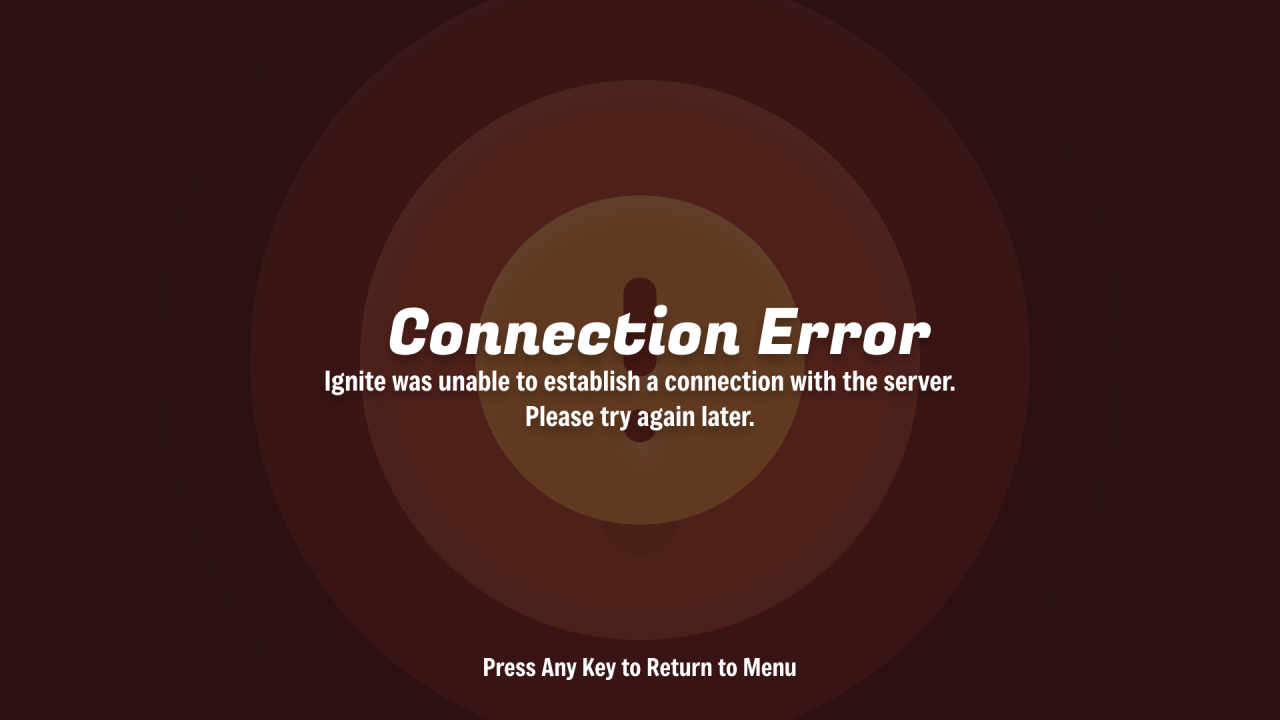 Connection Error
Ignite was unable to establish a connection with the server.
Please try again later.
Press Any Key to Return to Menu